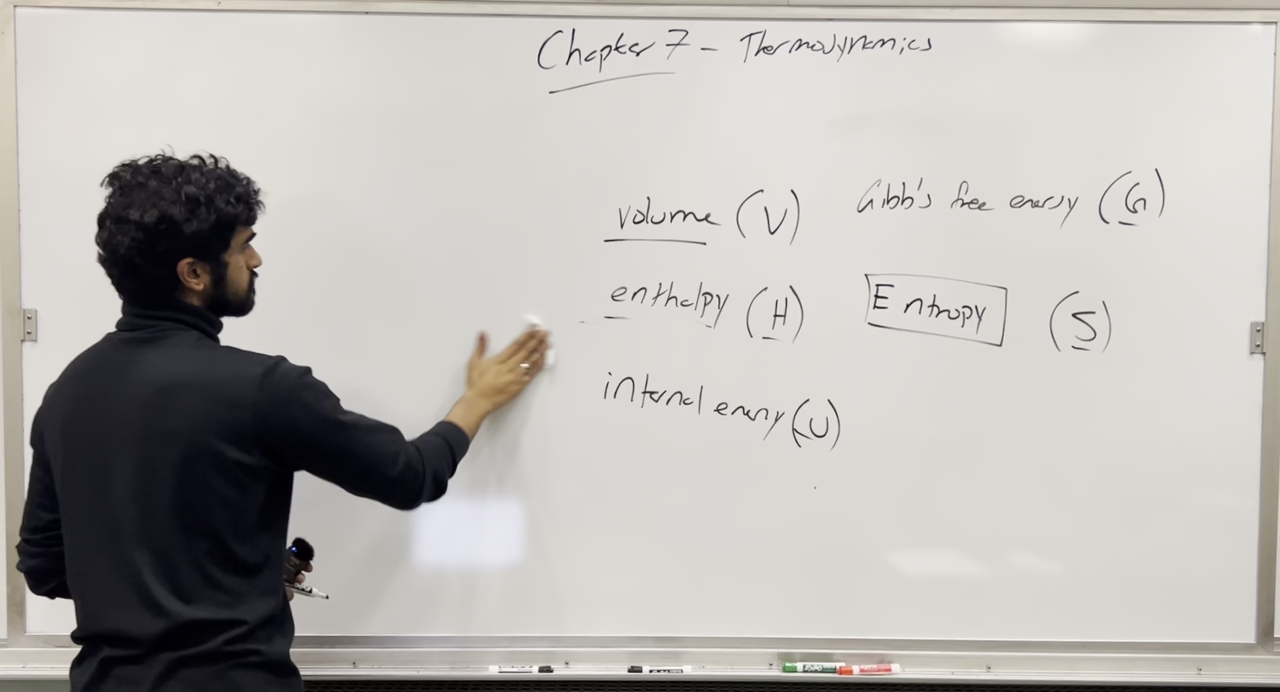 Chapter 7 - Thermodynamics
volume (V)
Gibb's free energy (G)
enthalpy (H)
Entropy (S)
internal energy (U)